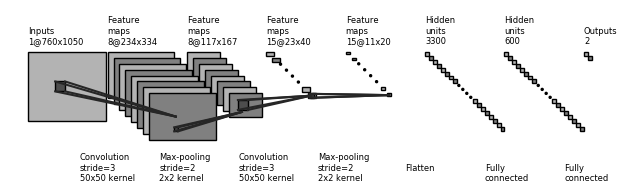 Inputs
1@760x1050
Feature
maps
8@234x334
Feature
maps
8@117x167
Feature
maps
15@23x40
Feature
maps
15@11x20
Hidden
units
3300
Hidden
units
600
Outputs
2
Convolution
stride=3
50x50 kernel
Max-pooling
stride=2
2x2 kernel
Convolution
stride=3
50x50 kernel
Max-pooling
stride=2
2x2 kernel
Flatten
Fully
connected
Fully
connected